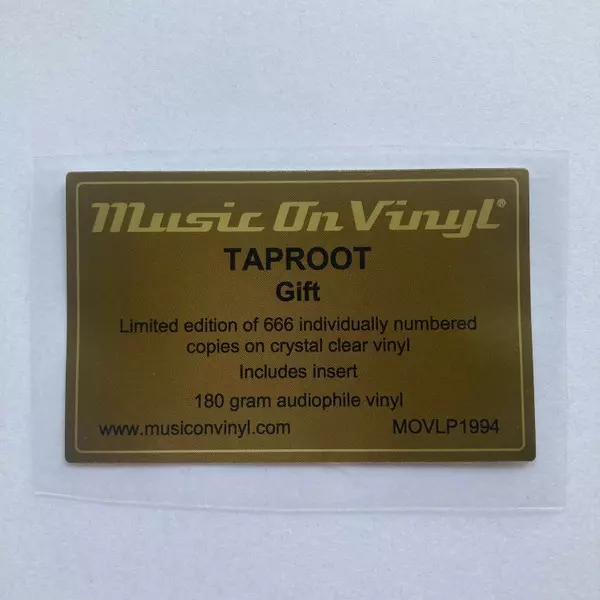 Music On Vinyl®
TAPROOT
Gift
Limited edition of 666 individually numbered
copies on crystal clear vinyl
Includes insert
180 gram audiophile vinyl
www.musiconvinyl.com MOVLP1994